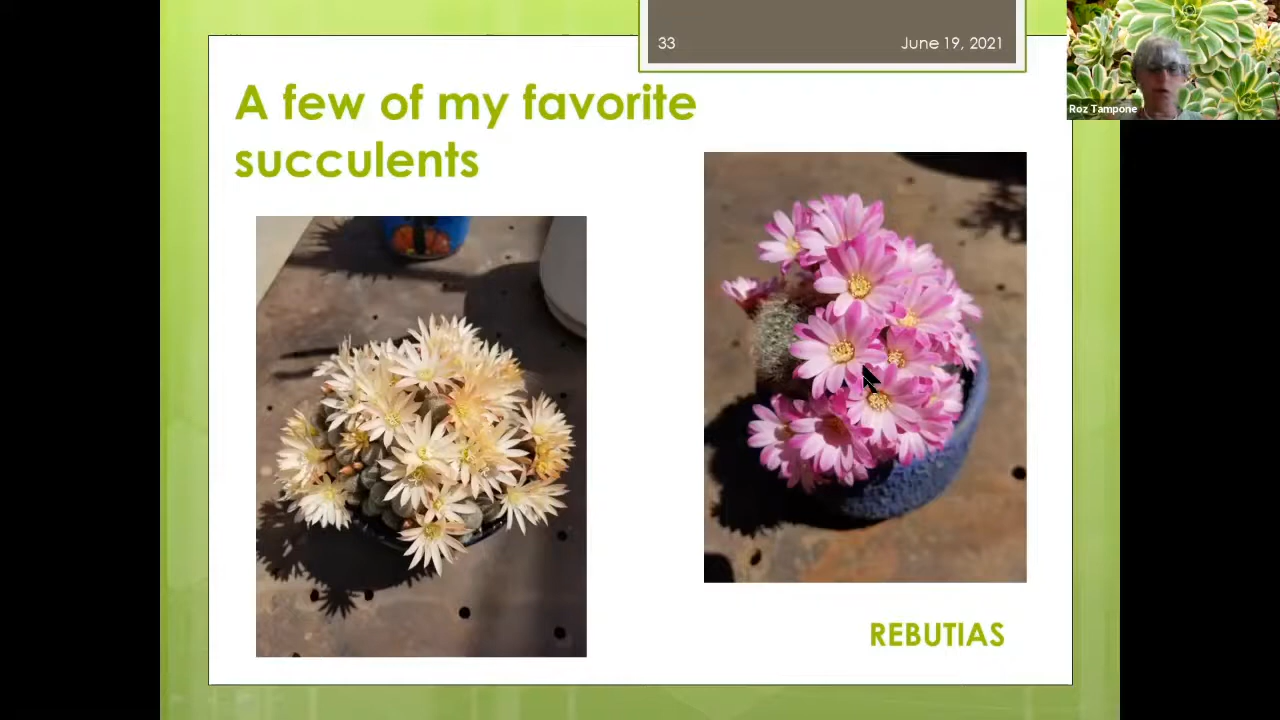 33
June 19, 2021
Roz Tampone
A few of my favorite
succulents
REBUTIAS